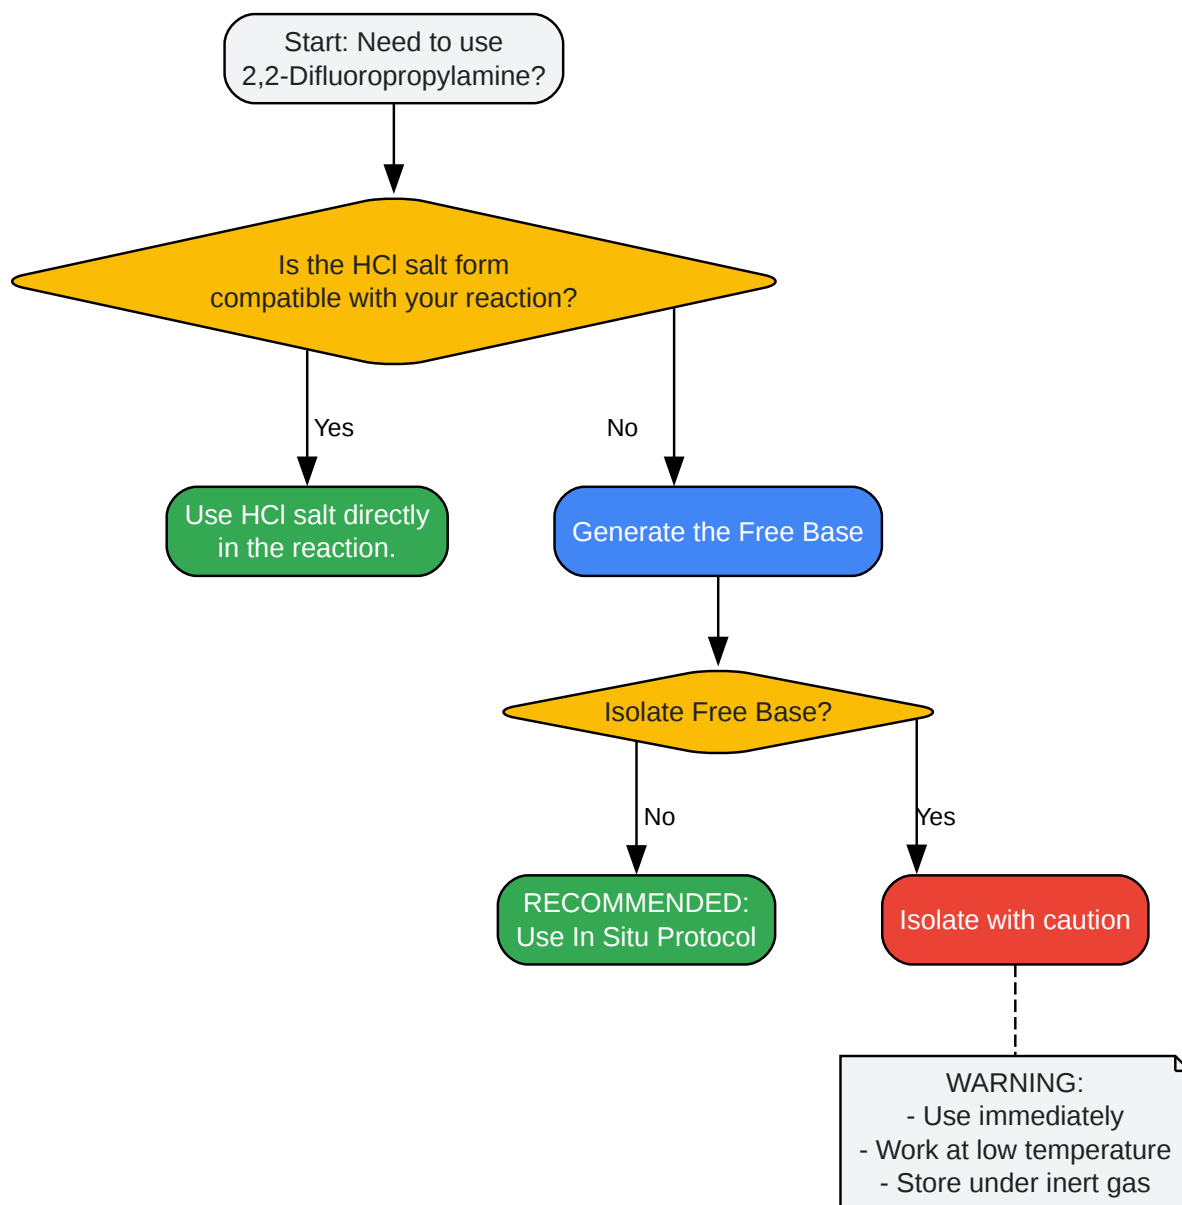 Start: Need to use
2,2-Difluoropropylamine?
Is the HCl salt form
compatible with your reaction?
Yes
No
Use HCl salt directly
in the reaction.
Generate the Free Base
Isolate Free Base?
No
Yes
RECOMMENDED:
Use In Situ Protocol
Isolate with caution
WARNING:
- Use immediately
- Work at low temperature
- Store under inert gas